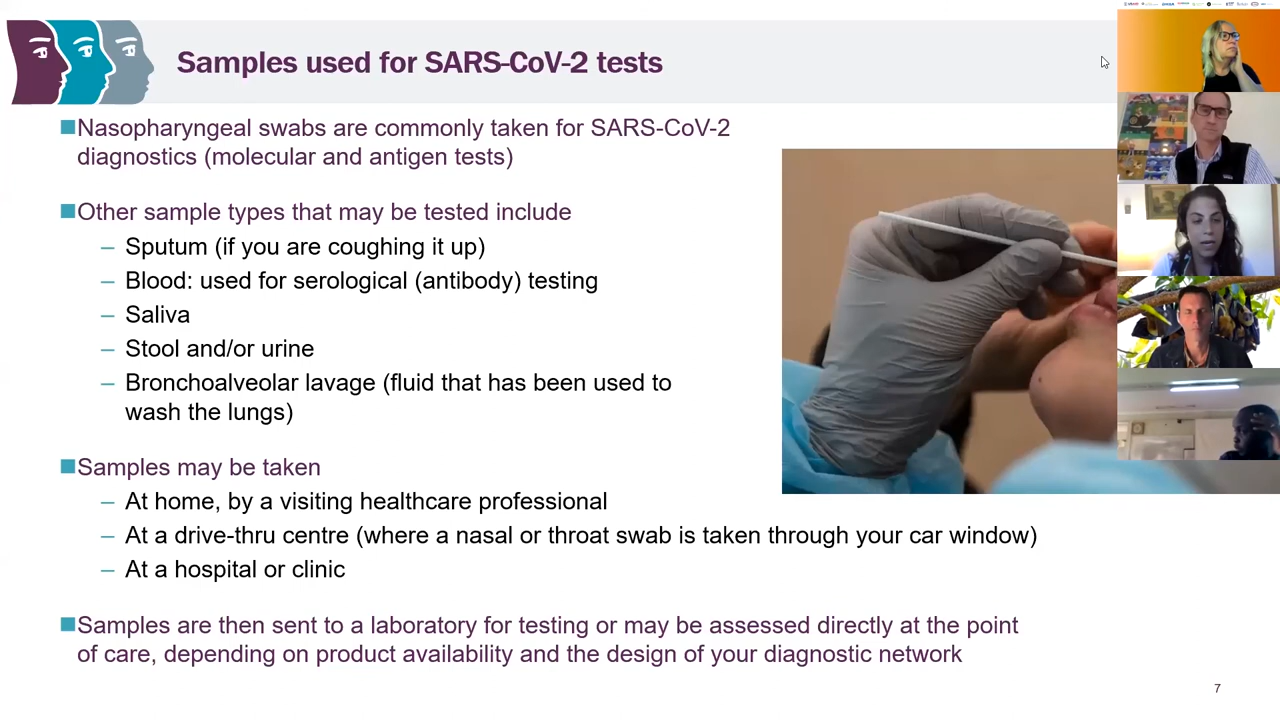 Samples used for SARS-CoV-2 tests
Nasopharyngeal swabs are commonly taken for SARS-CoV-2
diagnostics (molecular and antigen tests)
Other sample types that may be tested include
– Sputum (if you are coughing it up)
– Blood: used for serological (antibody) testing
– Saliva
– Stool and/or urine
– Bronchoalveolar lavage (fluid that has been used to
wash the lungs)
Samples may be taken
– At home, by a visiting healthcare professional
– At a drive-thru centre (where a nasal or throat swab is taken through your car window)
– At a hospital or clinic
Samples are then sent to a laboratory for testing or may be assessed directly at the point
of care, depending on product availability and the design of your diagnostic network
7